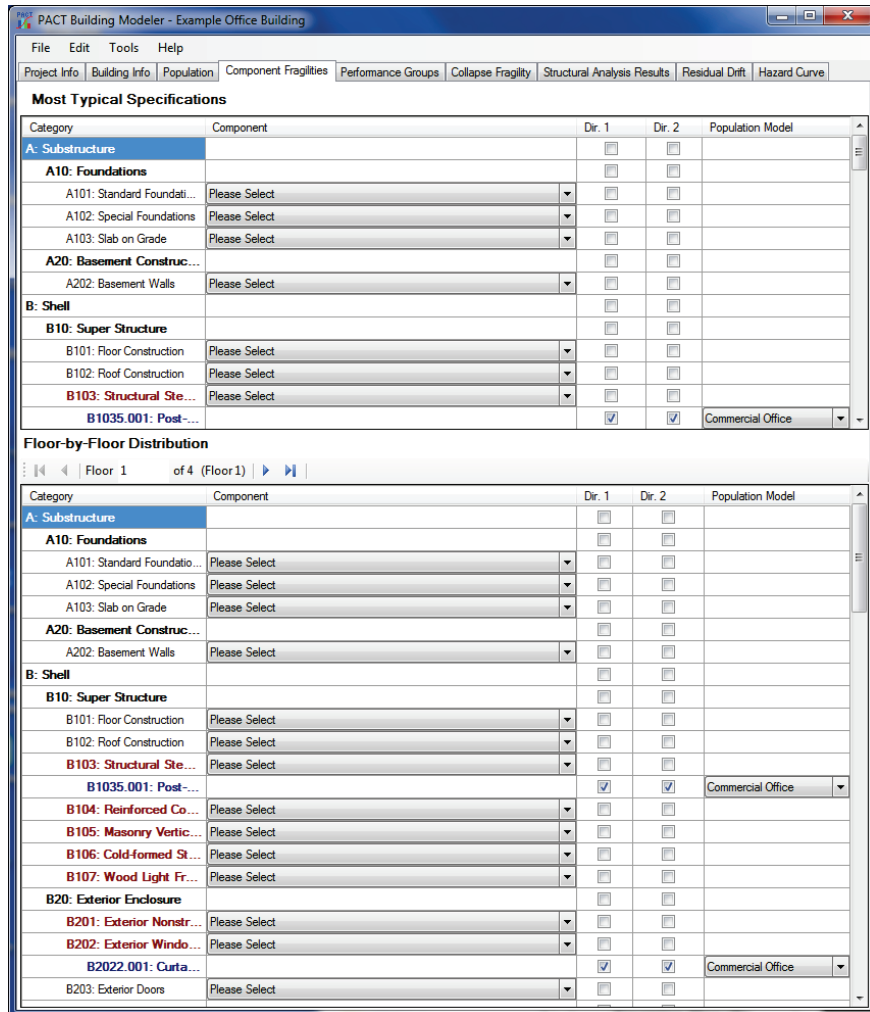 PACT Building Modeler - Example Office Building
File Edit Tools Help
Project Info Building Info Population Component Fragilities Performance Groups Collapse Fragility Structural Analysis Results Residual Drift Hazard Curve
Most Typical Specifications
Category Component Dir. 1 Dir. 2 Population Model
A: Substructure
A10: Foundations
A101: Standard Foundati... Please Select
A102: Special Foundations Please Select
A103: Slab on Grade Please Select
A20: Basement Construc...
A202: Basement Walls Please Select
B: Shell
B10: Super Structure
B101: Floor Construction Please Select
B102: Roof Construction Please Select
B103: Structural Ste... Please Select
B1035.001: Post-... Commercial Office
Floor-by-Floor Distribution
Floor 1 of 4 (Floor 1)
Category Component Dir. 1 Dir. 2 Population Model
A: Substructure
A10: Foundations
A101: Standard Foundatio... Please Select
A102: Special Foundations Please Select
A103: Slab on Grade Please Select
A20: Basement Construc...
A202: Basement Walls Please Select
B: Shell
B10: Super Structure
B101: Floor Construction Please Select
B102: Roof Construction Please Select
B103: Structural Ste... Please Select
B1035.001: Post-... Commercial Office
B104: Reinforced Co... Please Select
B105: Masonry Vertic... Please Select
B106: Cold-formed St... Please Select
B107: Wood Light Fr... Please Select
B20: Exterior Enclosure
B201: Exterior Nonstr... Please Select
B202: Exterior Windo... Please Select
B2022.001: Curta... Commercial Office
B203: Exterior Doors Please Select